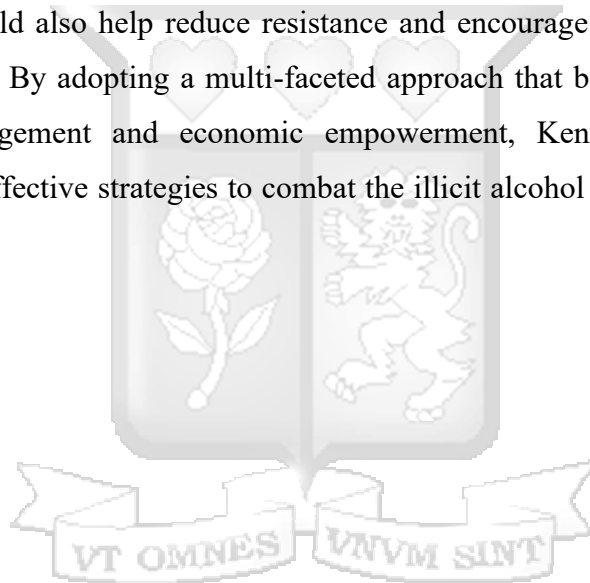 ld also help reduce resistance and encourage
By adopting a multi-faceted approach that b
gement and economic empowerment, Ken
ffective strategies to combat the illicit alcohol
VT OMNES VNVM SINT